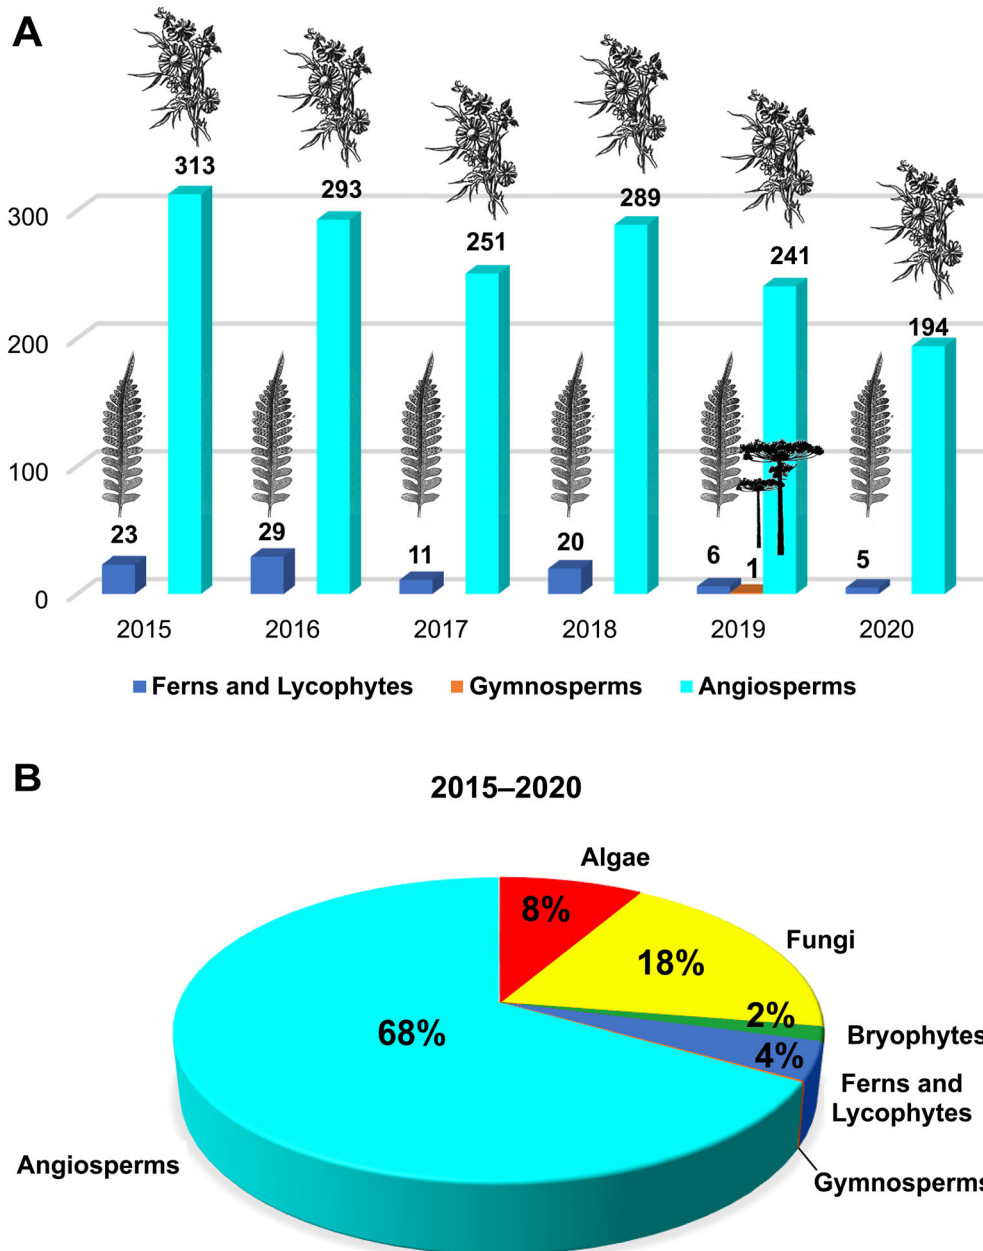 A
313
293
251
289
241
194
300
200
100
0
23
29
11
20
6
1
5
2015 2016 2017 2018 2019 2020
Ferns and Lycophytes Gymnosperms Angiosperms
B
2015–2020
Algae
8%
Fungi
18%
2%
Bryophytes
4%
Ferns and
Lycophytes
68%
Angiosperms
Gymnosperms